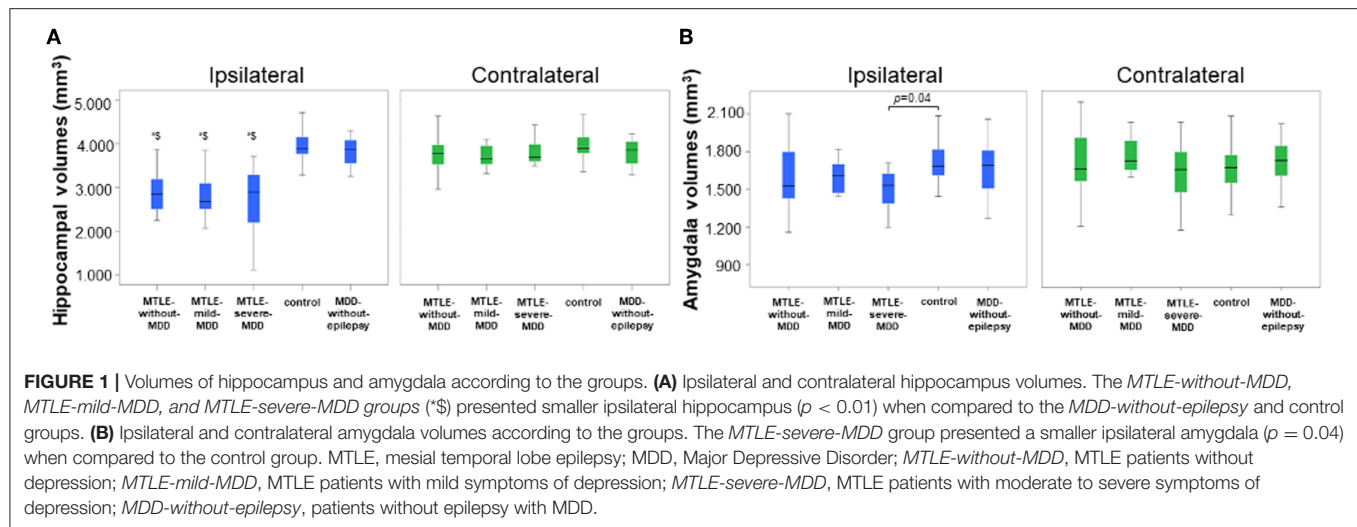 A
B
Ipsilateral
Contralateral
Ipsilateral
Contralateral
Hippocampal volumes (mm³)
5.000
4.000
3.000
2.000
1.000
*$
*$
*$
MTLE-without-MDD
MTLE-mild-MDD
MTLE-severe-MDD
control
MDD-without-epilepsy
MTLE-without-MDD
MTLE-mild-MDD
MTLE-severe-MDD
control
MDD-without-epilepsy
Amygdala volumes (mm³)
2.100
1.800
1.500
1.200
900
p=0.04
MTLE-without-MDD
MTLE-mild-MDD
MTLE-severe-MDD
control
MDD-without-epilepsy
MTLE-without-MDD
MTLE-mild-MDD
MTLE-severe-MDD
control
MDD-without-epilepsy
FIGURE 1 | Volumes of hippocampus and amygdala according to the groups. (A) Ipsilateral and contralateral hippocampus volumes. The MTLE-without-MDD,
MTLE-mild-MDD, and MTLE-severe-MDD groups (*$) presented smaller ipsilateral hippocampus (p < 0.01) when compared to the MDD-without-epilepsy and control
groups. (B) Ipsilateral and contralateral amygdala volumes according to the groups. The MTLE-severe-MDD group presented a smaller ipsilateral amygdala (p = 0.04)
when compared to the control group. MTLE, mesial temporal lobe epilepsy; MDD, Major Depressive Disorder; MTLE-without-MDD, MTLE patients without
depression; MTLE-mild-MDD, MTLE patients with mild symptoms of depression; MTLE-severe-MDD, MTLE patients with moderate to severe symptoms of
depression; MDD-without-epilepsy, patients without epilepsy with MDD.